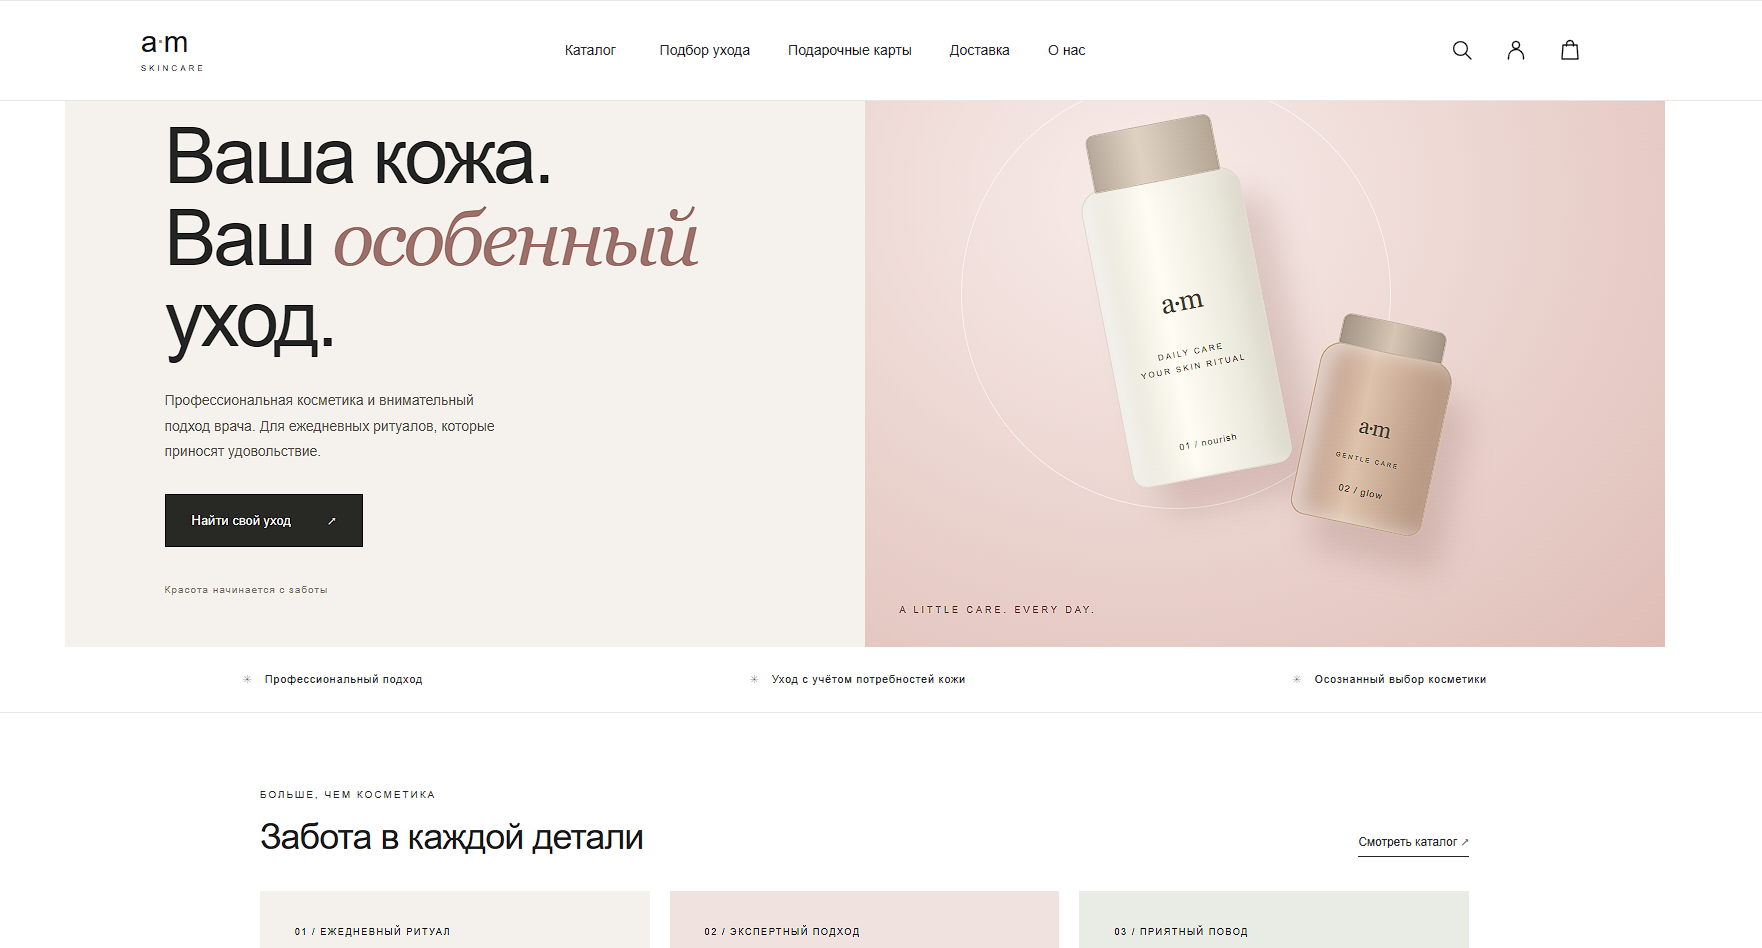 a·m
SKINCARE
Каталог
Подбор ухода
Подарочные карты
Доставка
О нас
Ваша кожа.
Ваш особенный
уход.
Профессиональная косметика и внимательный
подход врача. Для ежедневных ритуалов, которые
приносят удовольствие.
Найти свой уход ↗
Красота начинается с заботы
a·m
DAILY CARE
YOUR SKIN RITUAL
01 / nourish
a·m
GENTLE CARE
02 / glow
A LITTLE CARE. EVERY DAY.
✳ Профессиональный подход
✳ Уход с учётом потребностей кожи
✳ Осознанный выбор косметики
БОЛЬШЕ, ЧЕМ КОСМЕТИКА
Забота в каждой детали
Смотреть каталог ↗
01 / ЕЖЕДНЕВНЫЙ РИТУАЛ
02 / ЭКСПЕРТНЫЙ ПОДХОД
03 / ПРИЯТНЫЙ ПОВОД